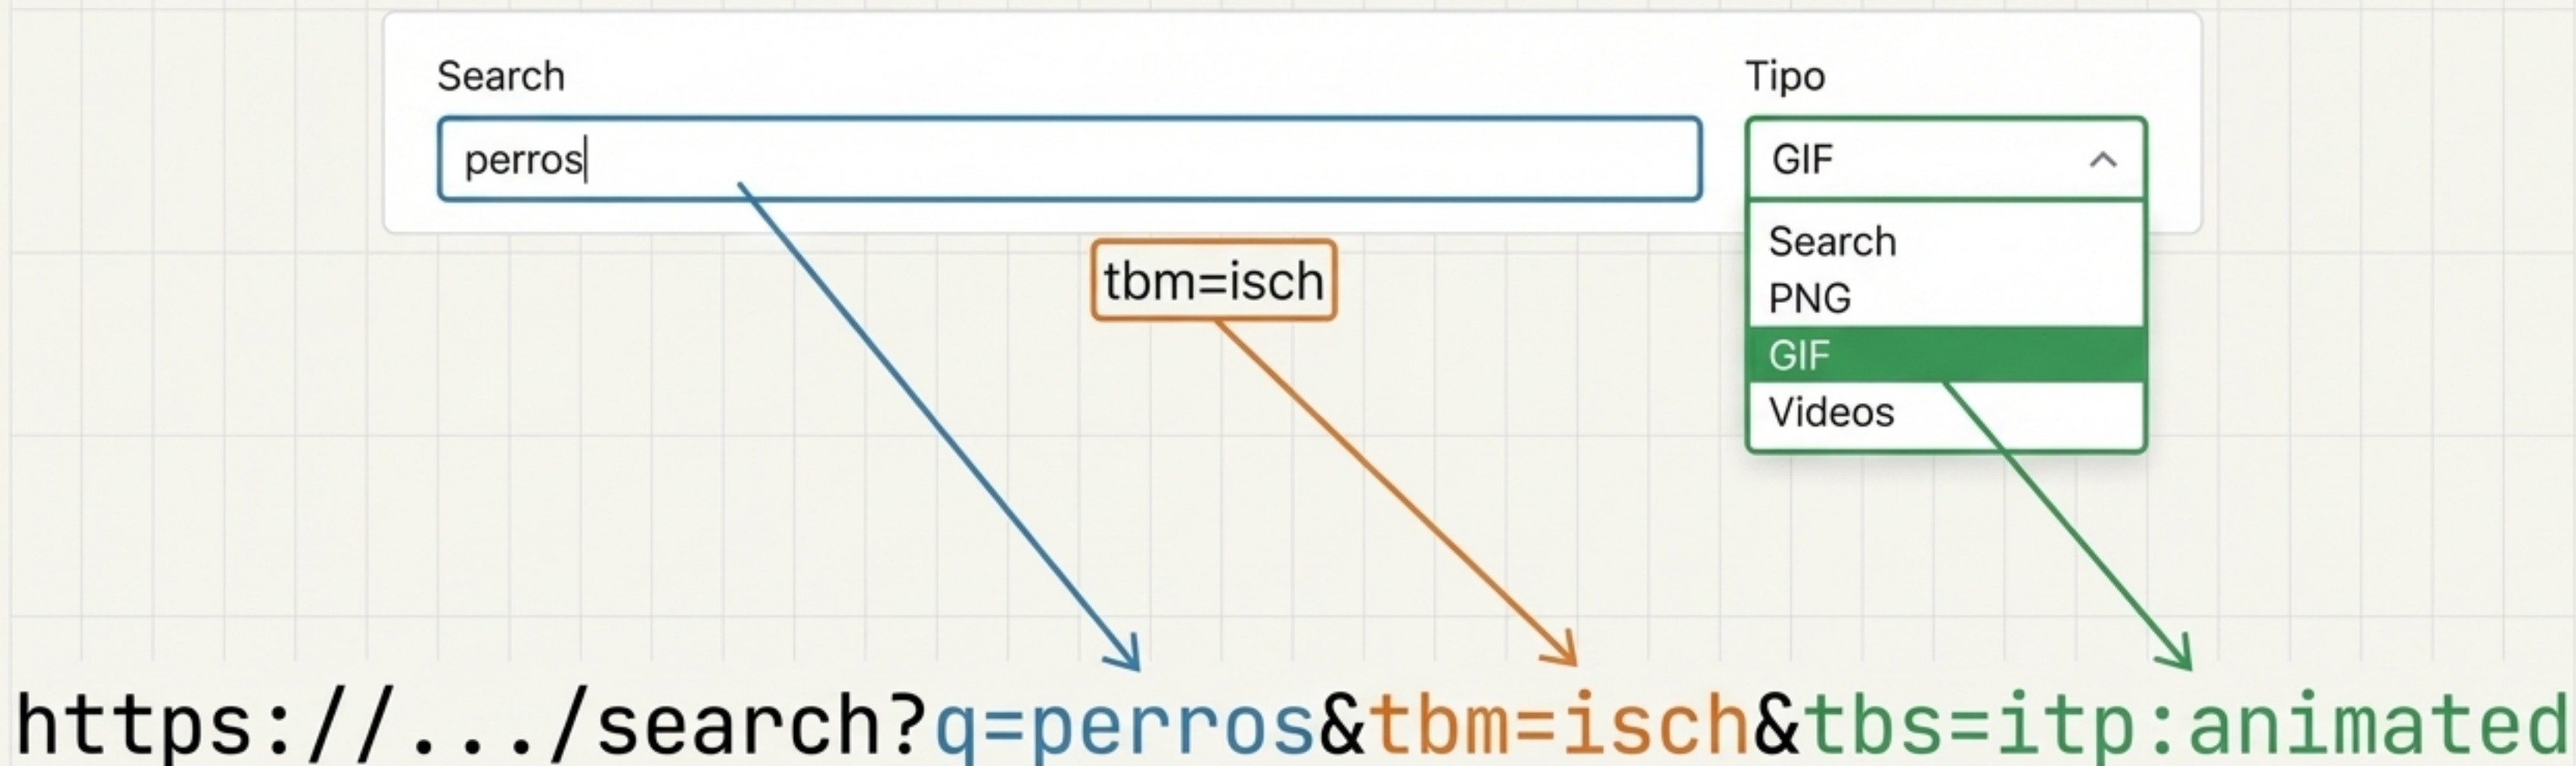 Search
perros
Tipo
GIF
Search
PNG
GIF
Videos
tbm=isch
https://.../search?q=perros&tbm=isch&tbs=itp:animated